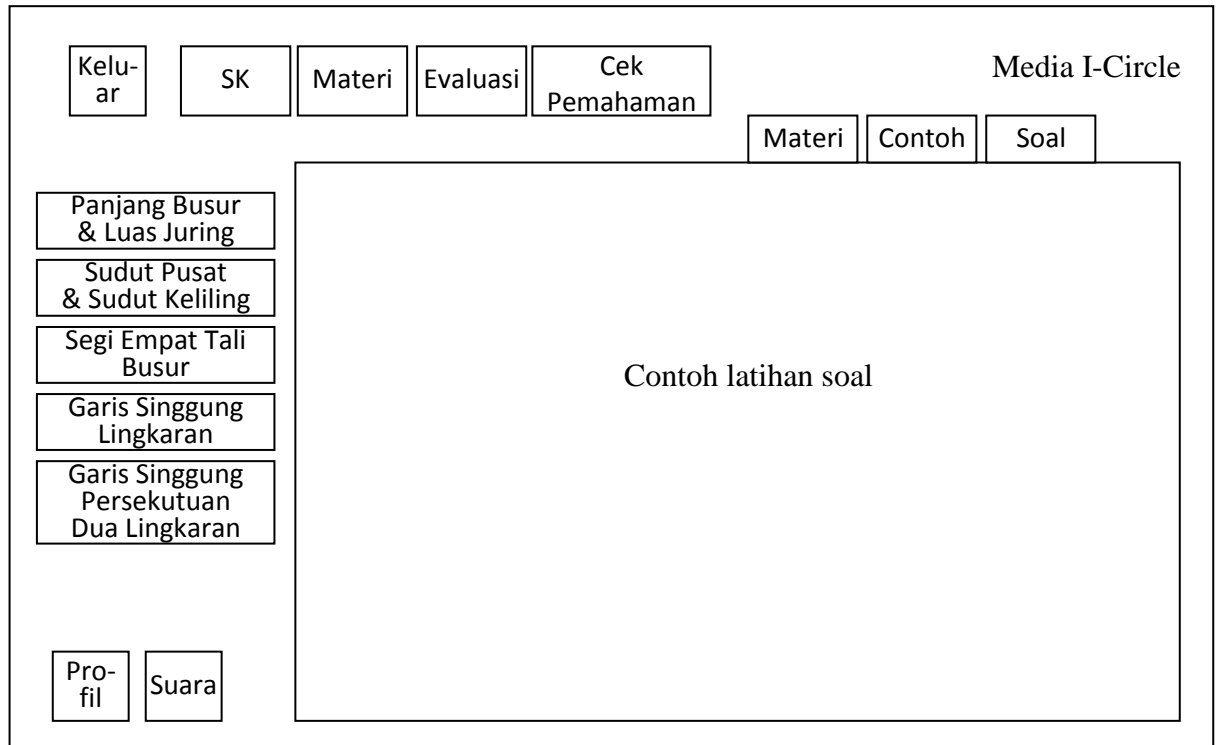 Kelu-
ar
SK
Materi
Evaluasi
Cek
Pemahaman
Media I-Circle
Materi
Contoh
Soal
Panjang Busur
& Luas Juring
Sudut Pusat
& Sudut Keliling
Segi Empat Tali
Busur
Garis Singgung
Lingkaran
Garis Singgung
Persekutuan
Dua Lingkaran
Contoh latihan soal
Pro-
fil
Suara